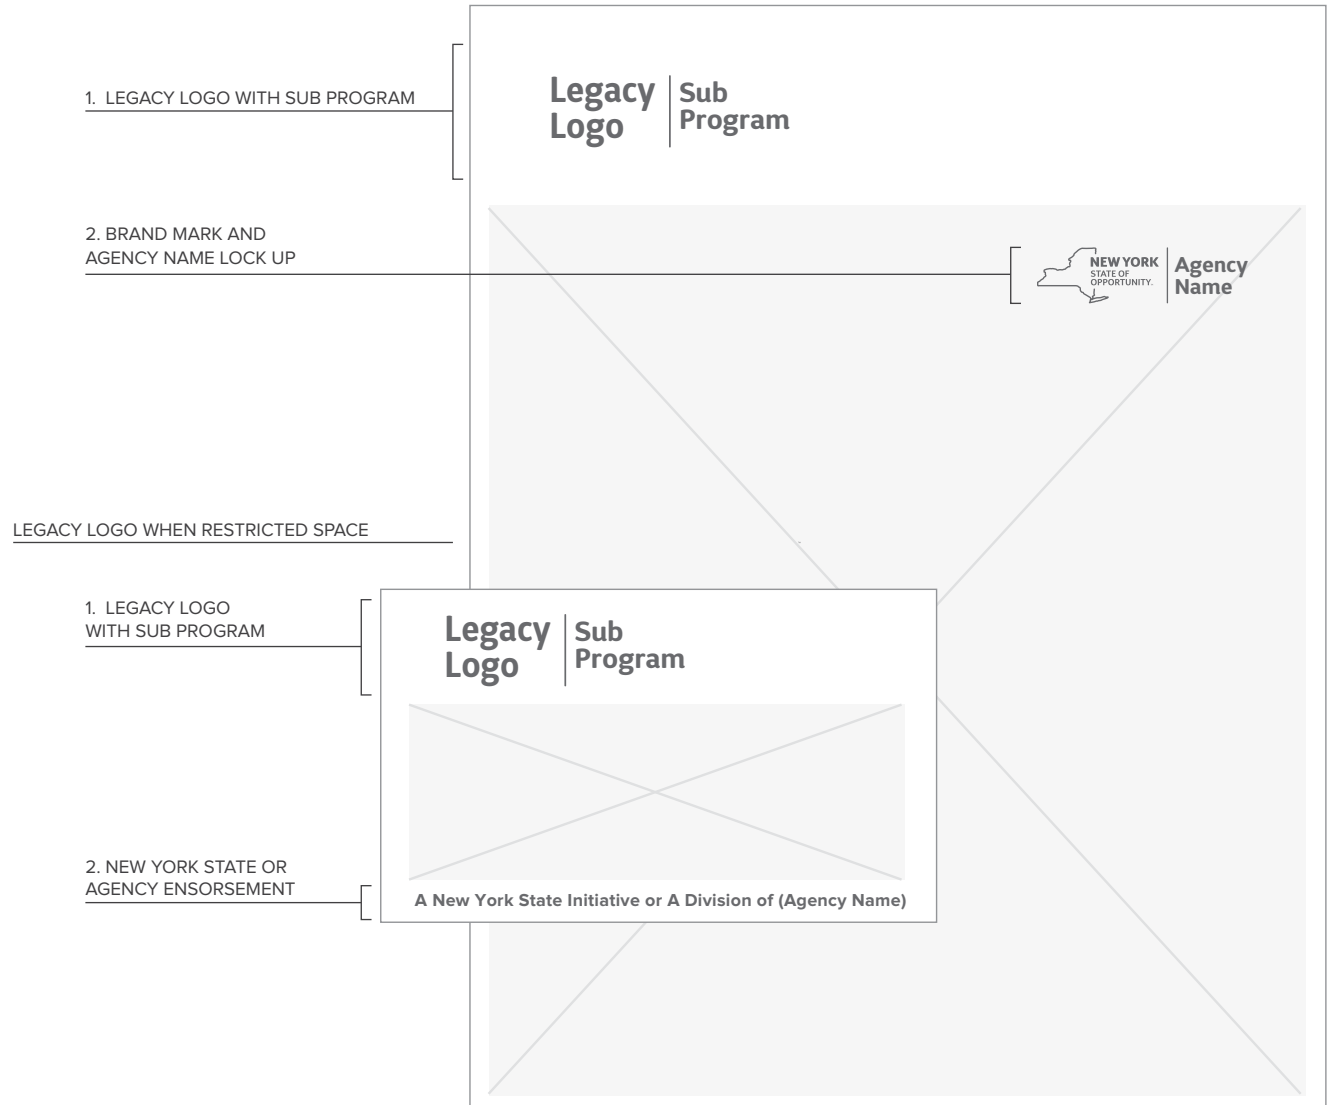 1. LEGACY LOGO WITH SUB PROGRAM
Legacy
Logo
Sub
Program
2. BRAND MARK AND
AGENCY NAME LOCK UP
NEW YORK
STATE OF
OPPORTUNITY.
Agency
Name
LEGACY LOGO WHEN RESTRICTED SPACE
1. LEGACY LOGO
WITH SUB PROGRAM
Legacy
Logo
Sub
Program
2. NEW YORK STATE OR
AGENCY ENSORSEMENT
A New York State Initiative or A Division of (Agency Name)